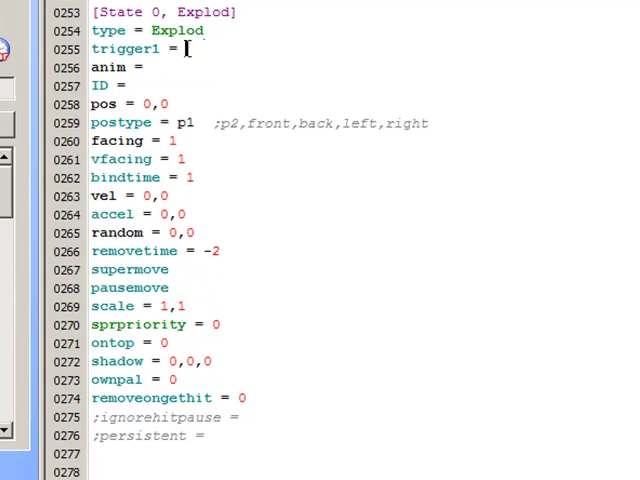 0253 [State 0, Explod]
0254 type = Explod
0255 trigger1 =
0256 anim =
0257 ID =
0258 pos = 0,0
0259 postype = p1  ;p2,front,back,left,right
0260 facing = 1
0261 vfacing = 1
0262 bindtime = 1
0263 vel = 0,0
0264 accel = 0,0
0265 random = 0,0
0266 removetime = -2
0267 supermove
0268 pausemove
0269 scale = 1,1
0270 sprpriority = 0
0271 ontop = 0
0272 shadow = 0,0,0
0273 ownpal = 0
0274 removeongethit = 0
0275 ;ignorehitpause =
0276 ;persistent =
0277
0278